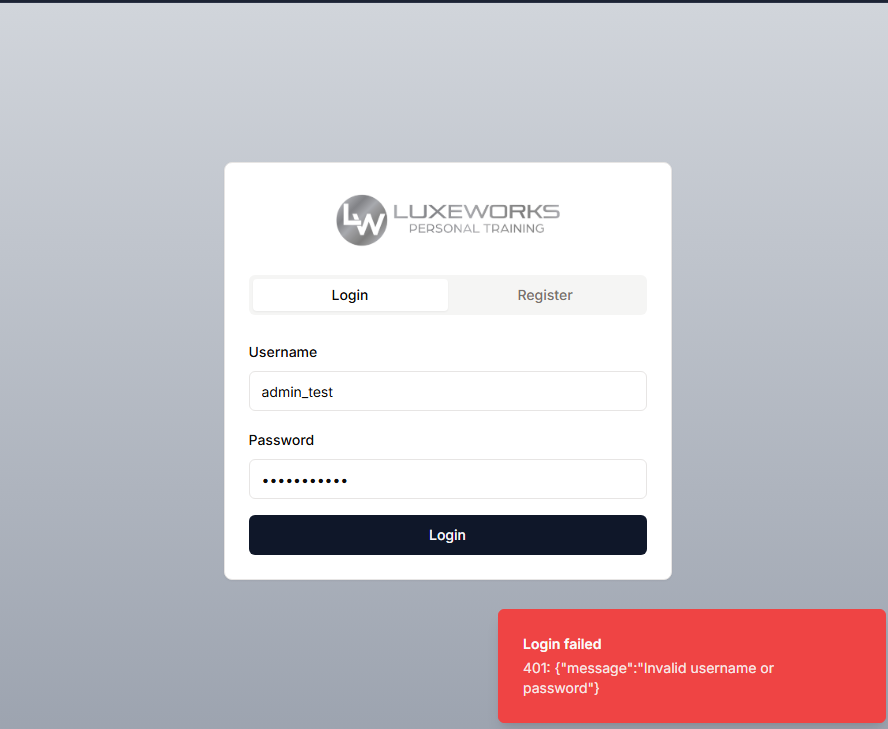 LW
LUXEWORKS
PERSONAL TRAINING
Login
Register
Username
admin_test
Password
•••••••••••
Login
Login failed
401: {"message":"Invalid username or
password"}